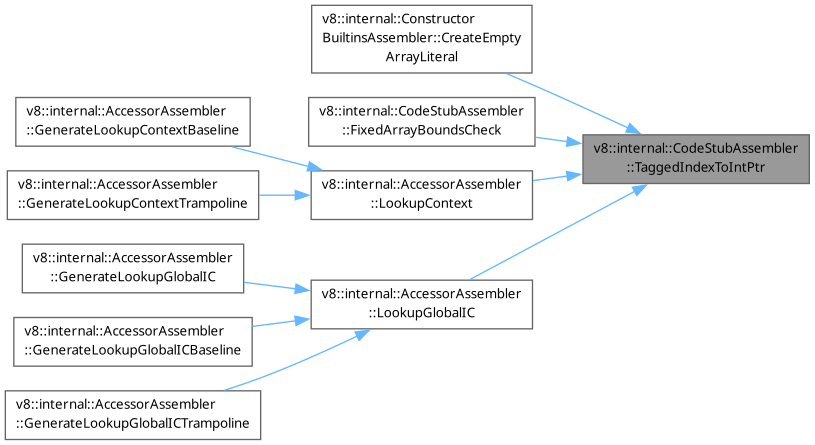 v8::internal::Constructor
BuiltinsAssembler::CreateEmpty
ArrayLiteral
v8::internal::AccessorAssembler
::GenerateLookupContextBaseline
v8::internal::CodeStubAssembler
::FixedArrayBoundsCheck
v8::internal::CodeStubAssembler
::TaggedIndexToIntPtr
v8::internal::AccessorAssembler
::GenerateLookupContextTrampoline
v8::internal::AccessorAssembler
::LookupContext
v8::internal::AccessorAssembler
::GenerateLookupGlobalIC
v8::internal::AccessorAssembler
::LookupGlobalIC
v8::internal::AccessorAssembler
::GenerateLookupGlobalICBaseline
v8::internal::AccessorAssembler
::GenerateLookupGlobalICTrampoline